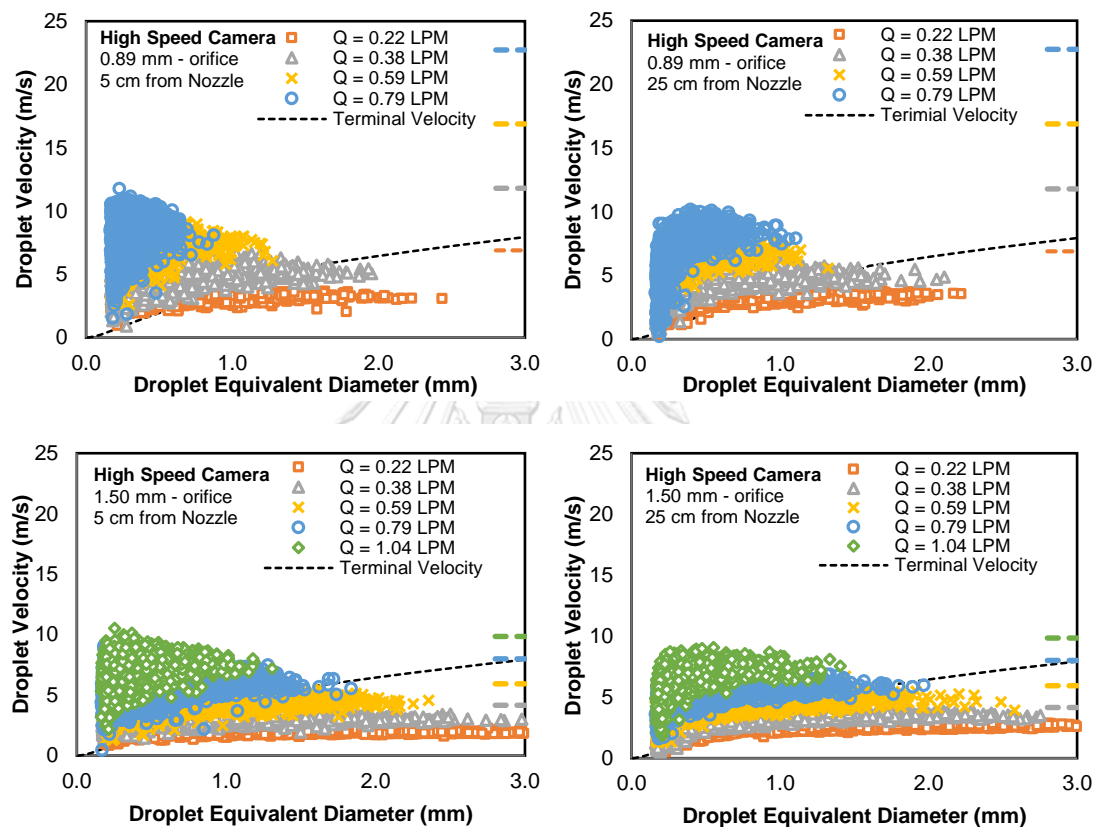 25
20
15
10
5
0
Droplet Velocity (m/s)
High Speed Camera
0.89 mm - orifice
5 cm from Nozzle
Q = 0.22 LPM
Q = 0.38 LPM
Q = 0.59 LPM
Q = 0.79 LPM
Terminal Velocity
0.0 1.0 2.0 3.0
Droplet Equivalent Diameter (mm)
25
20
15
10
5
0
Droplet Velocity (m/s)
High Speed Camera
0.89 mm - orifice
25 cm from Nozzle
Q = 0.22 LPM
Q = 0.38 LPM
Q = 0.59 LPM
Q = 0.79 LPM
Terimial Velocity
0.0 1.0 2.0 3.0
Droplet Equivalent Diameter (mm)
25
20
15
10
5
0
Droplet Velocity (m/s)
High Speed Camera
1.50 mm - orifice
5 cm from Nozzle
Q = 0.22 LPM
Q = 0.38 LPM
Q = 0.59 LPM
Q = 0.79 LPM
Q = 1.04 LPM
Terminal Velocity
0.0 1.0 2.0 3.0
Droplet Equivalent Diameter (mm)
25
20
15
10
5
0
Droplet Velocity (m/s)
High Speed Camera
1.50 mm - orifice
25 cm from Nozzle
Q = 0.22 LPM
Q = 0.38 LPM
Q = 0.59 LPM
Q = 0.79 LPM
Q = 1.04 LPM
Terminal Velocity
0.0 1.0 2.0 3.0
Droplet Equivalent Diameter (mm)